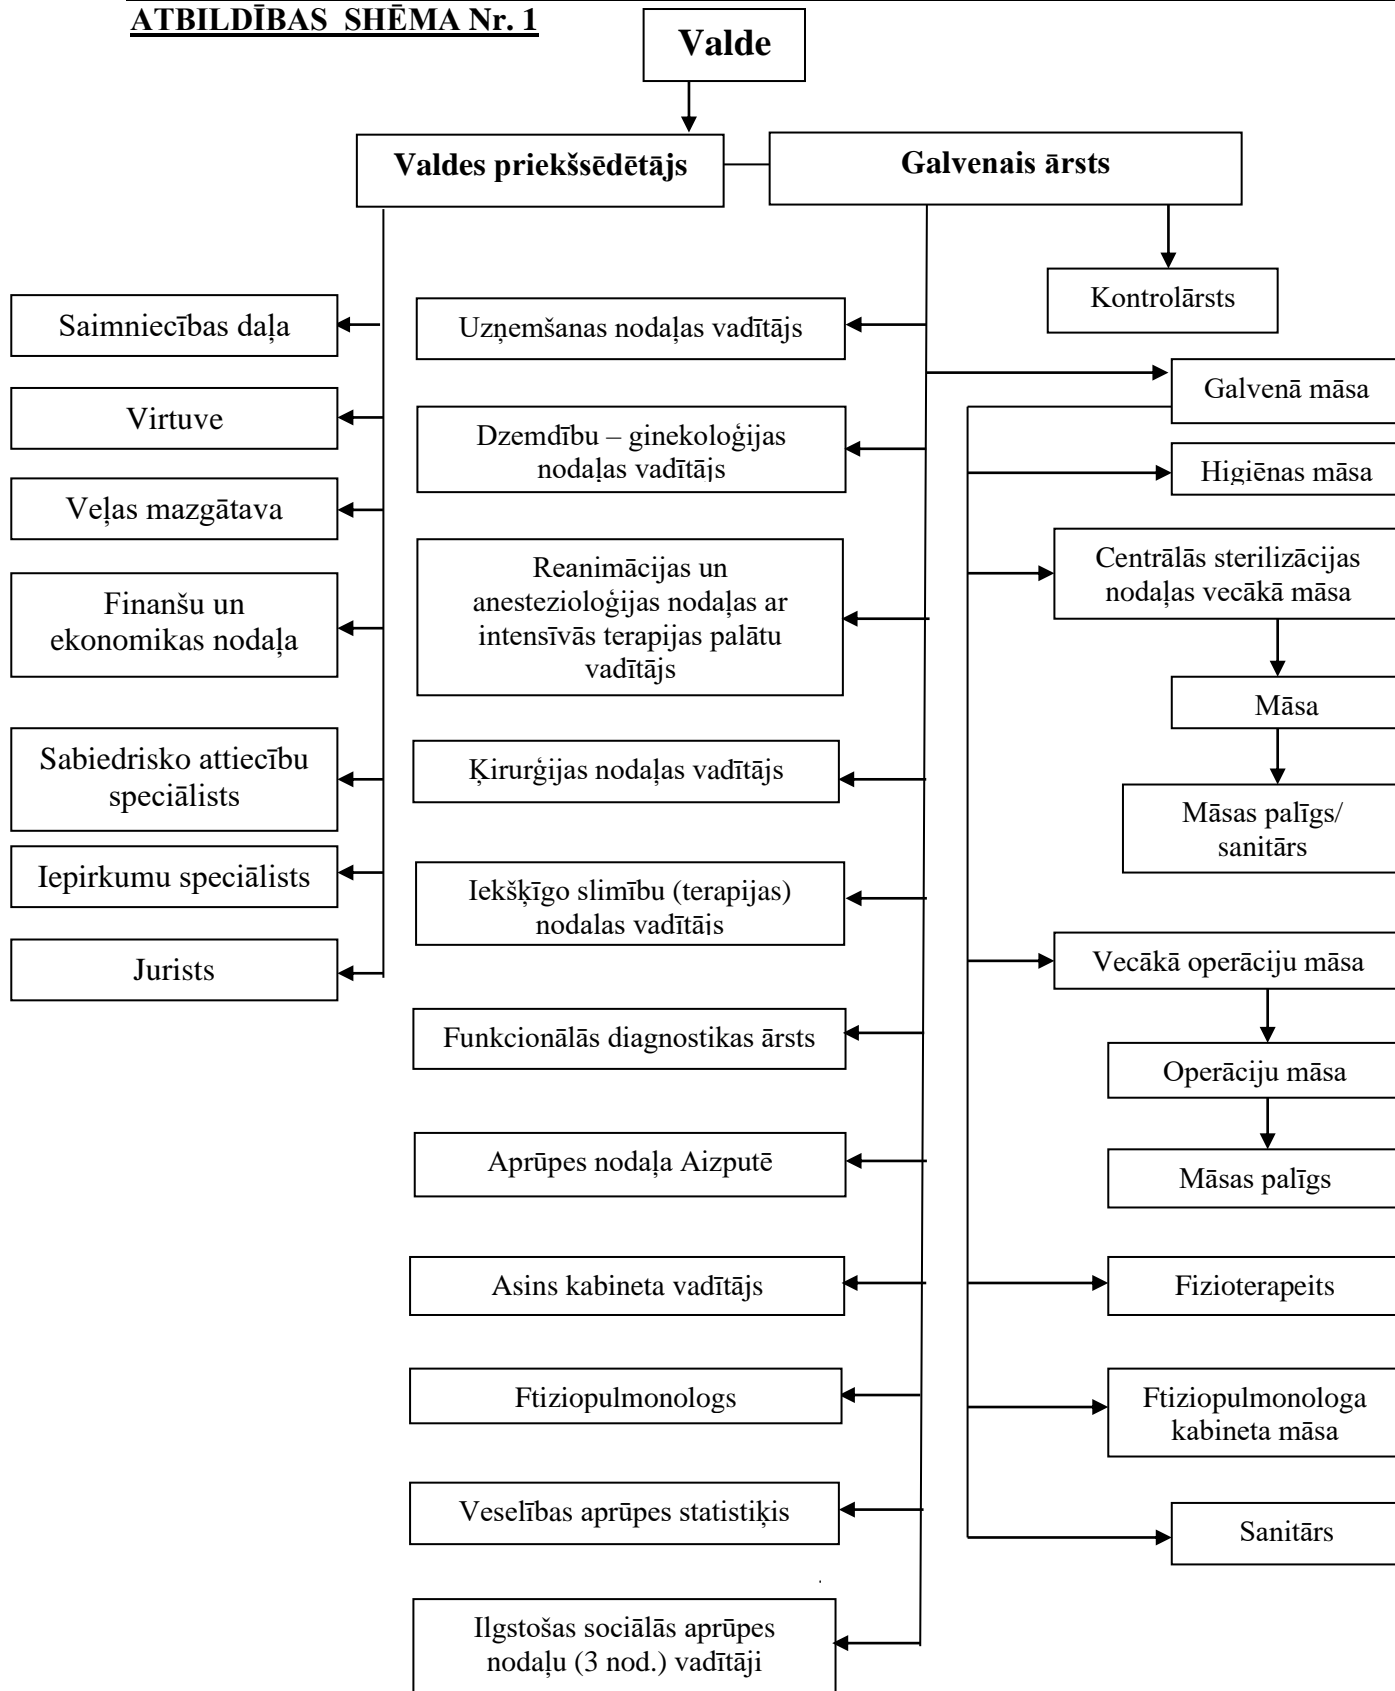 ATBILDĪBAS SHĒMA Nr. 1
Valde
Valdes priekšsēdētājs
Galvenais ārsts
Saimniecības daļa
Virtuve
Veļas mazgātava
Finanšu un
ekonomikas nodaļa
Sabiedrisko attiecību
speciālists
Iepirkumu speciālists
Jurists
Uzņemšanas nodaļas vadītājs
Dzemdību – ginekoloģijas
nodaļas vadītājs
Reanimācijas un
anestezioloģijas nodaļas ar
intensīvās terapijas palātu
vadītājs
Ķirurģijas nodaļas vadītājs
Iekšķīgo slimību (terapijas)
nodaļas vadītājs
Funkcionālās diagnostikas ārsts
Aprūpes nodaļa Aizputē
Asins kabineta vadītājs
Ftiziopulmonologs
Veselības aprūpes statistiķis
Ilgstošas sociālās aprūpes
nodaļu (3 nod.) vadītāji
Kontrolārsts
Galvenā māsa
Higiēnas māsa
Centrālās sterilizācijas
nodaļas vecākā māsa
Māsa
Māsas palīgs/
sanitārs
Vecākā operāciju māsa
Operāciju māsa
Māsas palīgs
Fizioterapeits
Ftiziopulmonologa
kabineta māsa
Sanitārs